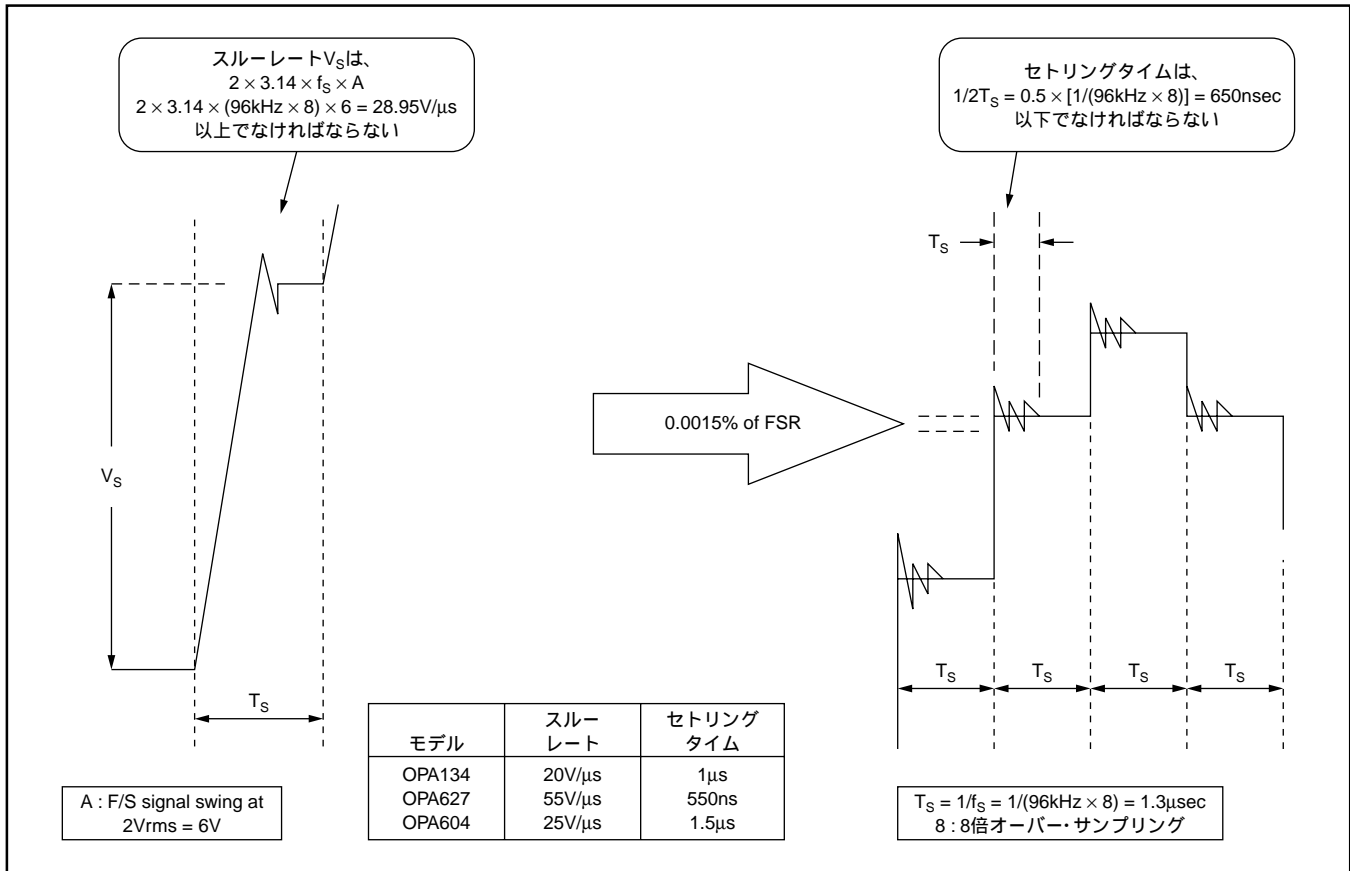 スルーレートVSは、
2 × 3.14 × fS × A
2 × 3.14 × (96kHz × 8) × 6 = 28.95V/μs
以上でなければならない
セトリングタイムは、
1/2TS = 0.5 × [1/(96kHz × 8)] = 650nsec
以下でなければならない
TS
VS
0.0015% of FSR
TS
TS TS TS TS
モデル スルーレート セトリングタイム
OPA134 20V/μs 1μs
OPA627 55V/μs 550ns
OPA604 25V/μs 1.5μs
A : F/S signal swing at
2Vrms = 6V
TS = 1/fS = 1/(96kHz × 8) = 1.3μsec
8 : 8倍オーバー・サンプリング